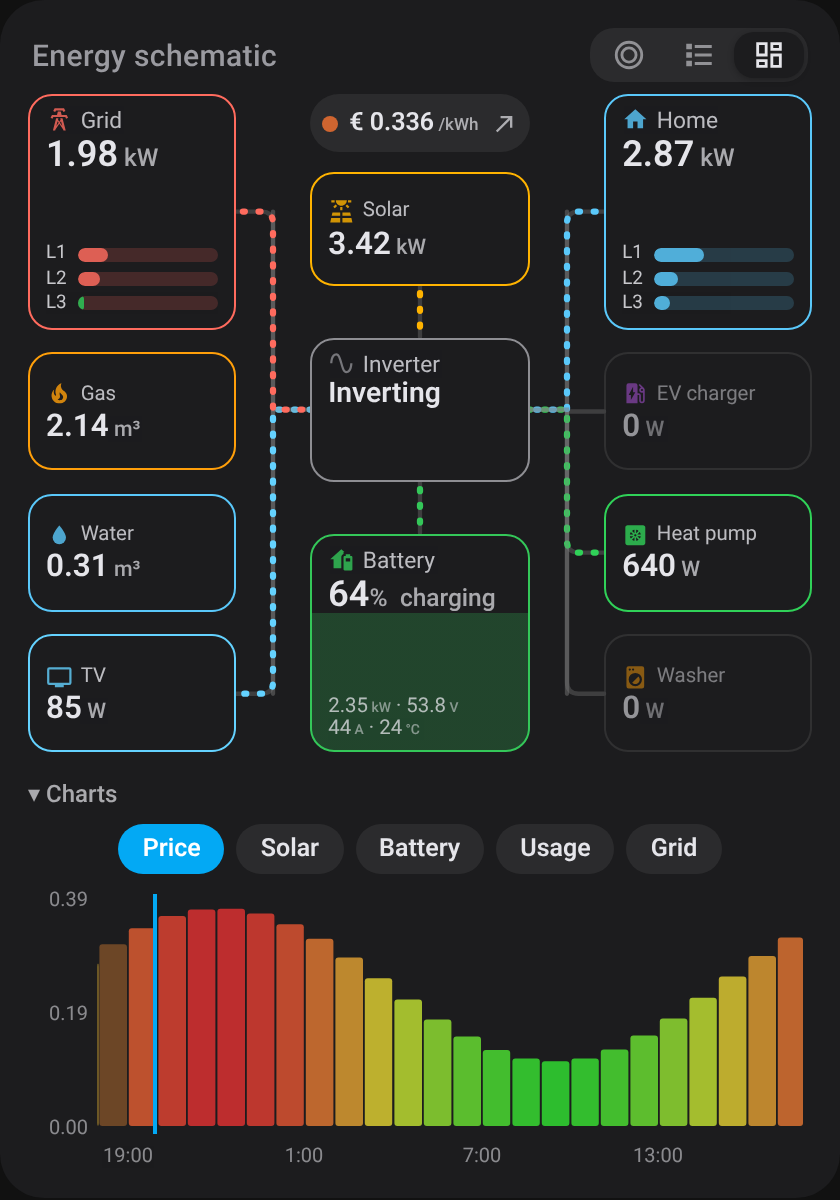 Energy schematic
Grid
1.98 kW
L1
L2
L3
€ 0.336 /kWh
Solar
3.42 kW
Home
2.87 kW
L1
L2
L3
Gas
2.14 m³
Inverter
Inverting
EV charger
0 W
Water
0.31 m³
Battery
64% charging
2.35 kW · 53.8 V
44 A · 24 °C
Heat pump
640 W
TV
85 W
Washer
0 W
▾ Charts
Price
Solar
Battery
Usage
Grid
0.39
0.19
0.00
19:00
1:00
7:00
13:00